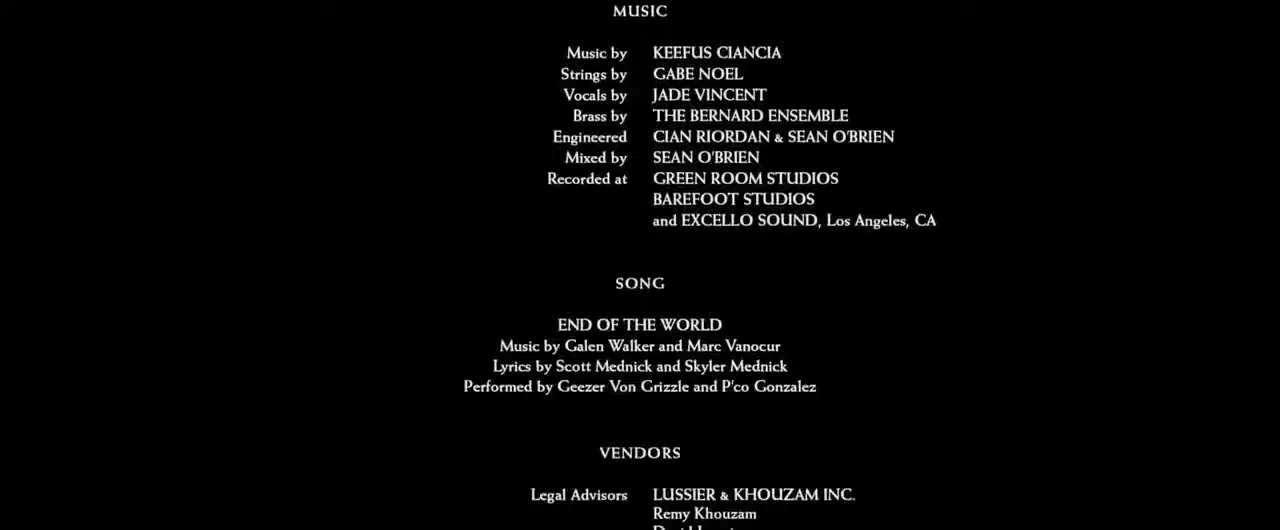 MUSIC
Music by KEEFUS CIANCIA
Strings by GABE NOEL
Vocals by JADE VINCENT
Brass by THE BERNARD ENSEMBLE
Engineered CIAN RIORDAN & SEAN O'BRIEN
Mixed by SEAN O'BRIEN
Recorded at GREEN ROOM STUDIOS
BAREFOOT STUDIOS
and EXCELLO SOUND, Los Angeles, CA
SONG
END OF THE WORLD
Music by Galen Walker and Marc Vanocur
Lyrics by Scott Mednick and Skyler Mednick
Performed by Geezer Von Grizzle and P'co Gonzalez
VENDORS
Legal Advisors LUSSIER & KHOUZAM INC.
Remy Khouzam